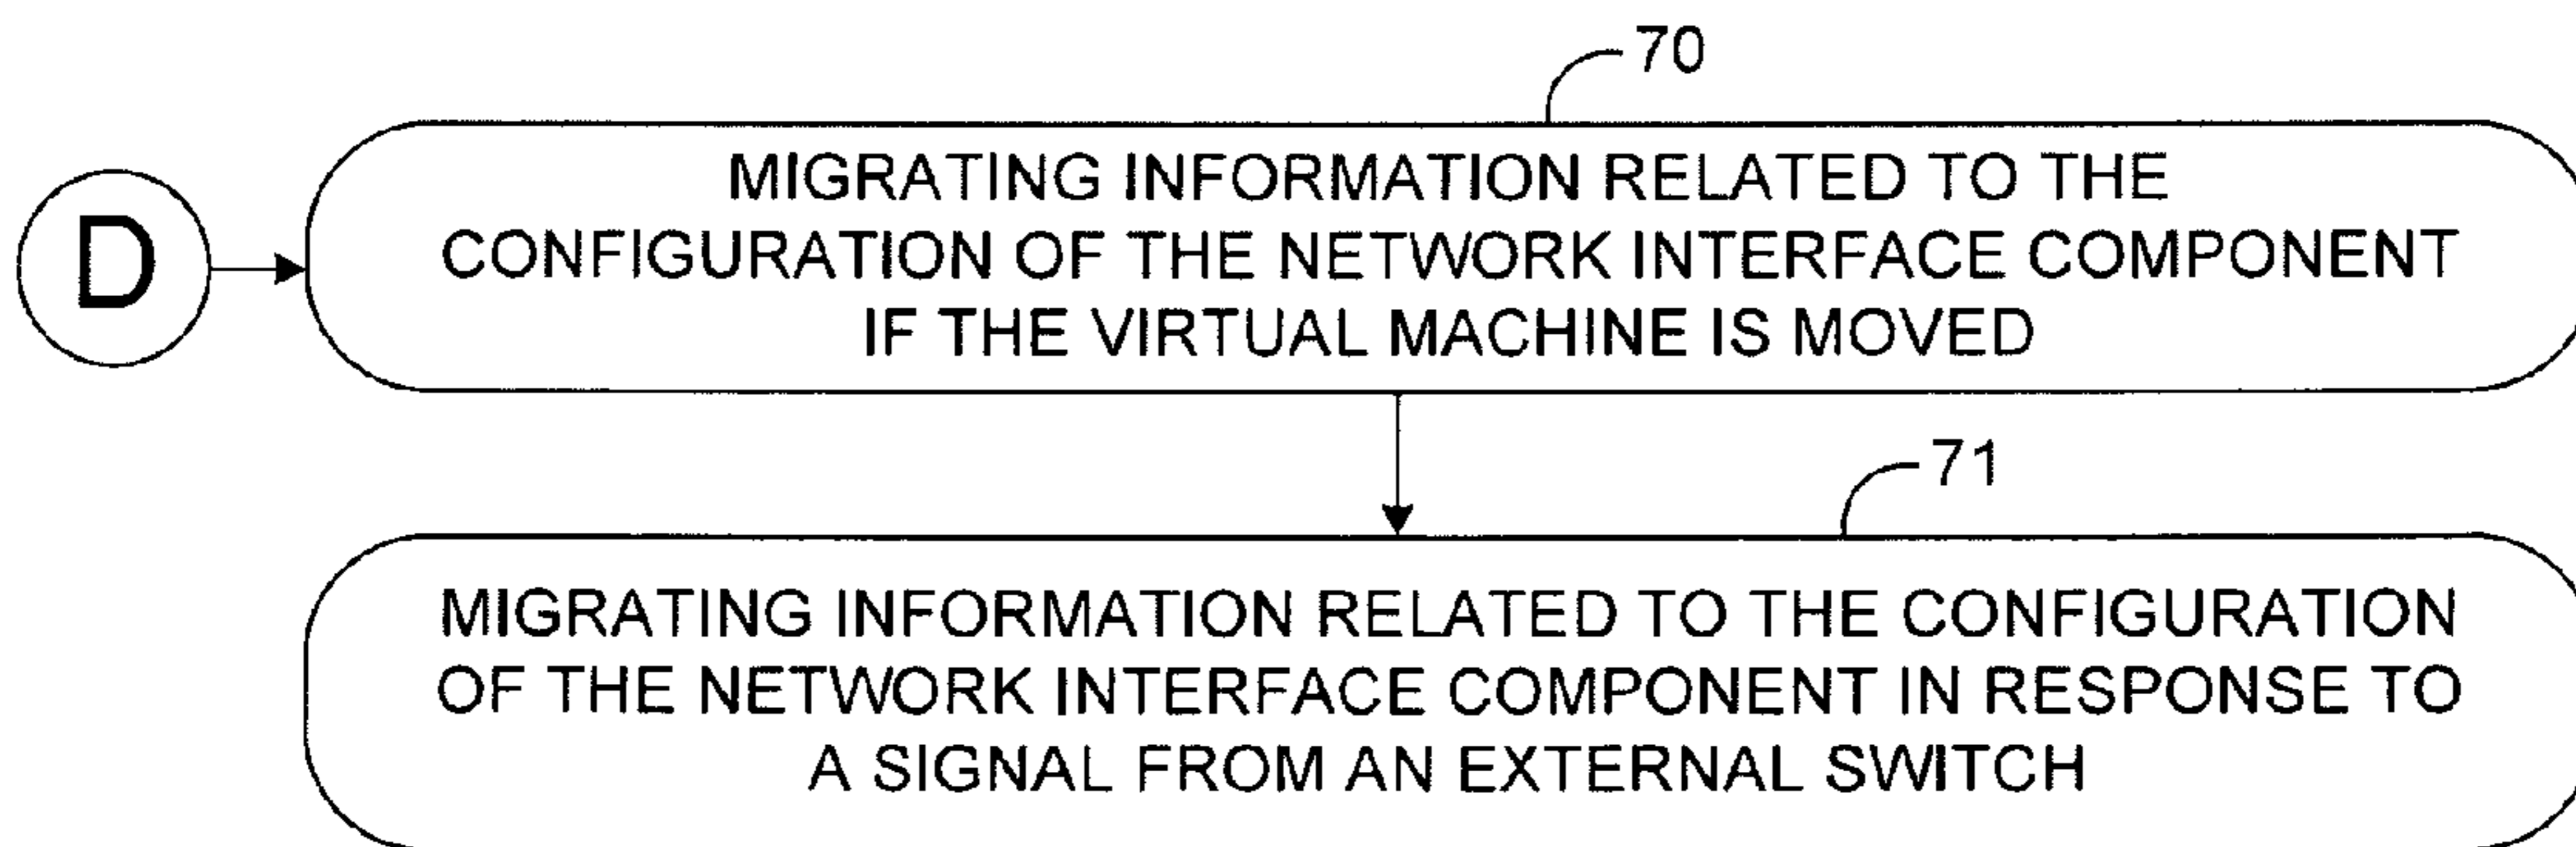 70
D
MIGRATING INFORMATION RELATED TO THE
CONFIGURATION OF THE NETWORK INTERFACE COMPONENT
IF THE VIRTUAL MACHINE IS MOVED
71
MIGRATING INFORMATION RELATED TO THE CONFIGURATION
OF THE NETWORK INTERFACE COMPONENT IN RESPONSE TO
A SIGNAL FROM AN EXTERNAL SWITCH